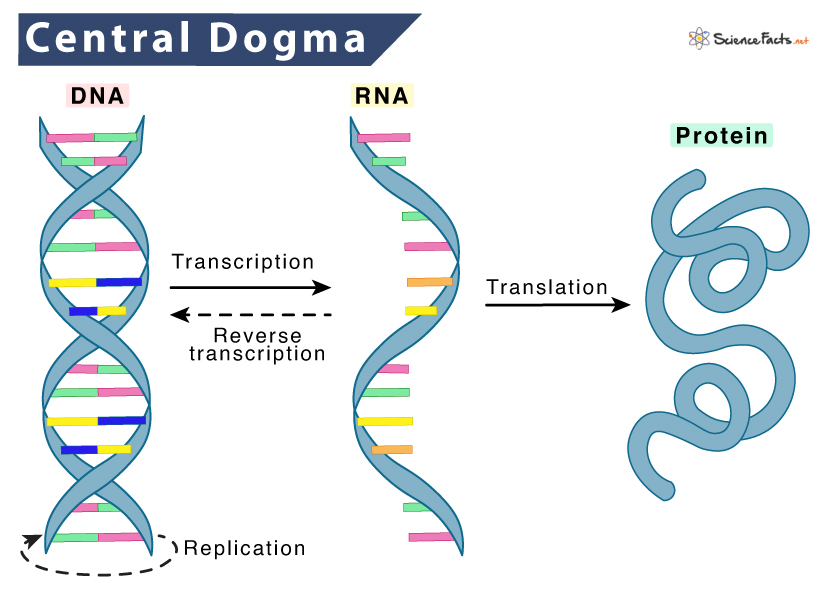 Central Dogma
ScienceFacts.net
DNA
RNA
Protein
Transcription
Reverse
transcription
Translation
Replication